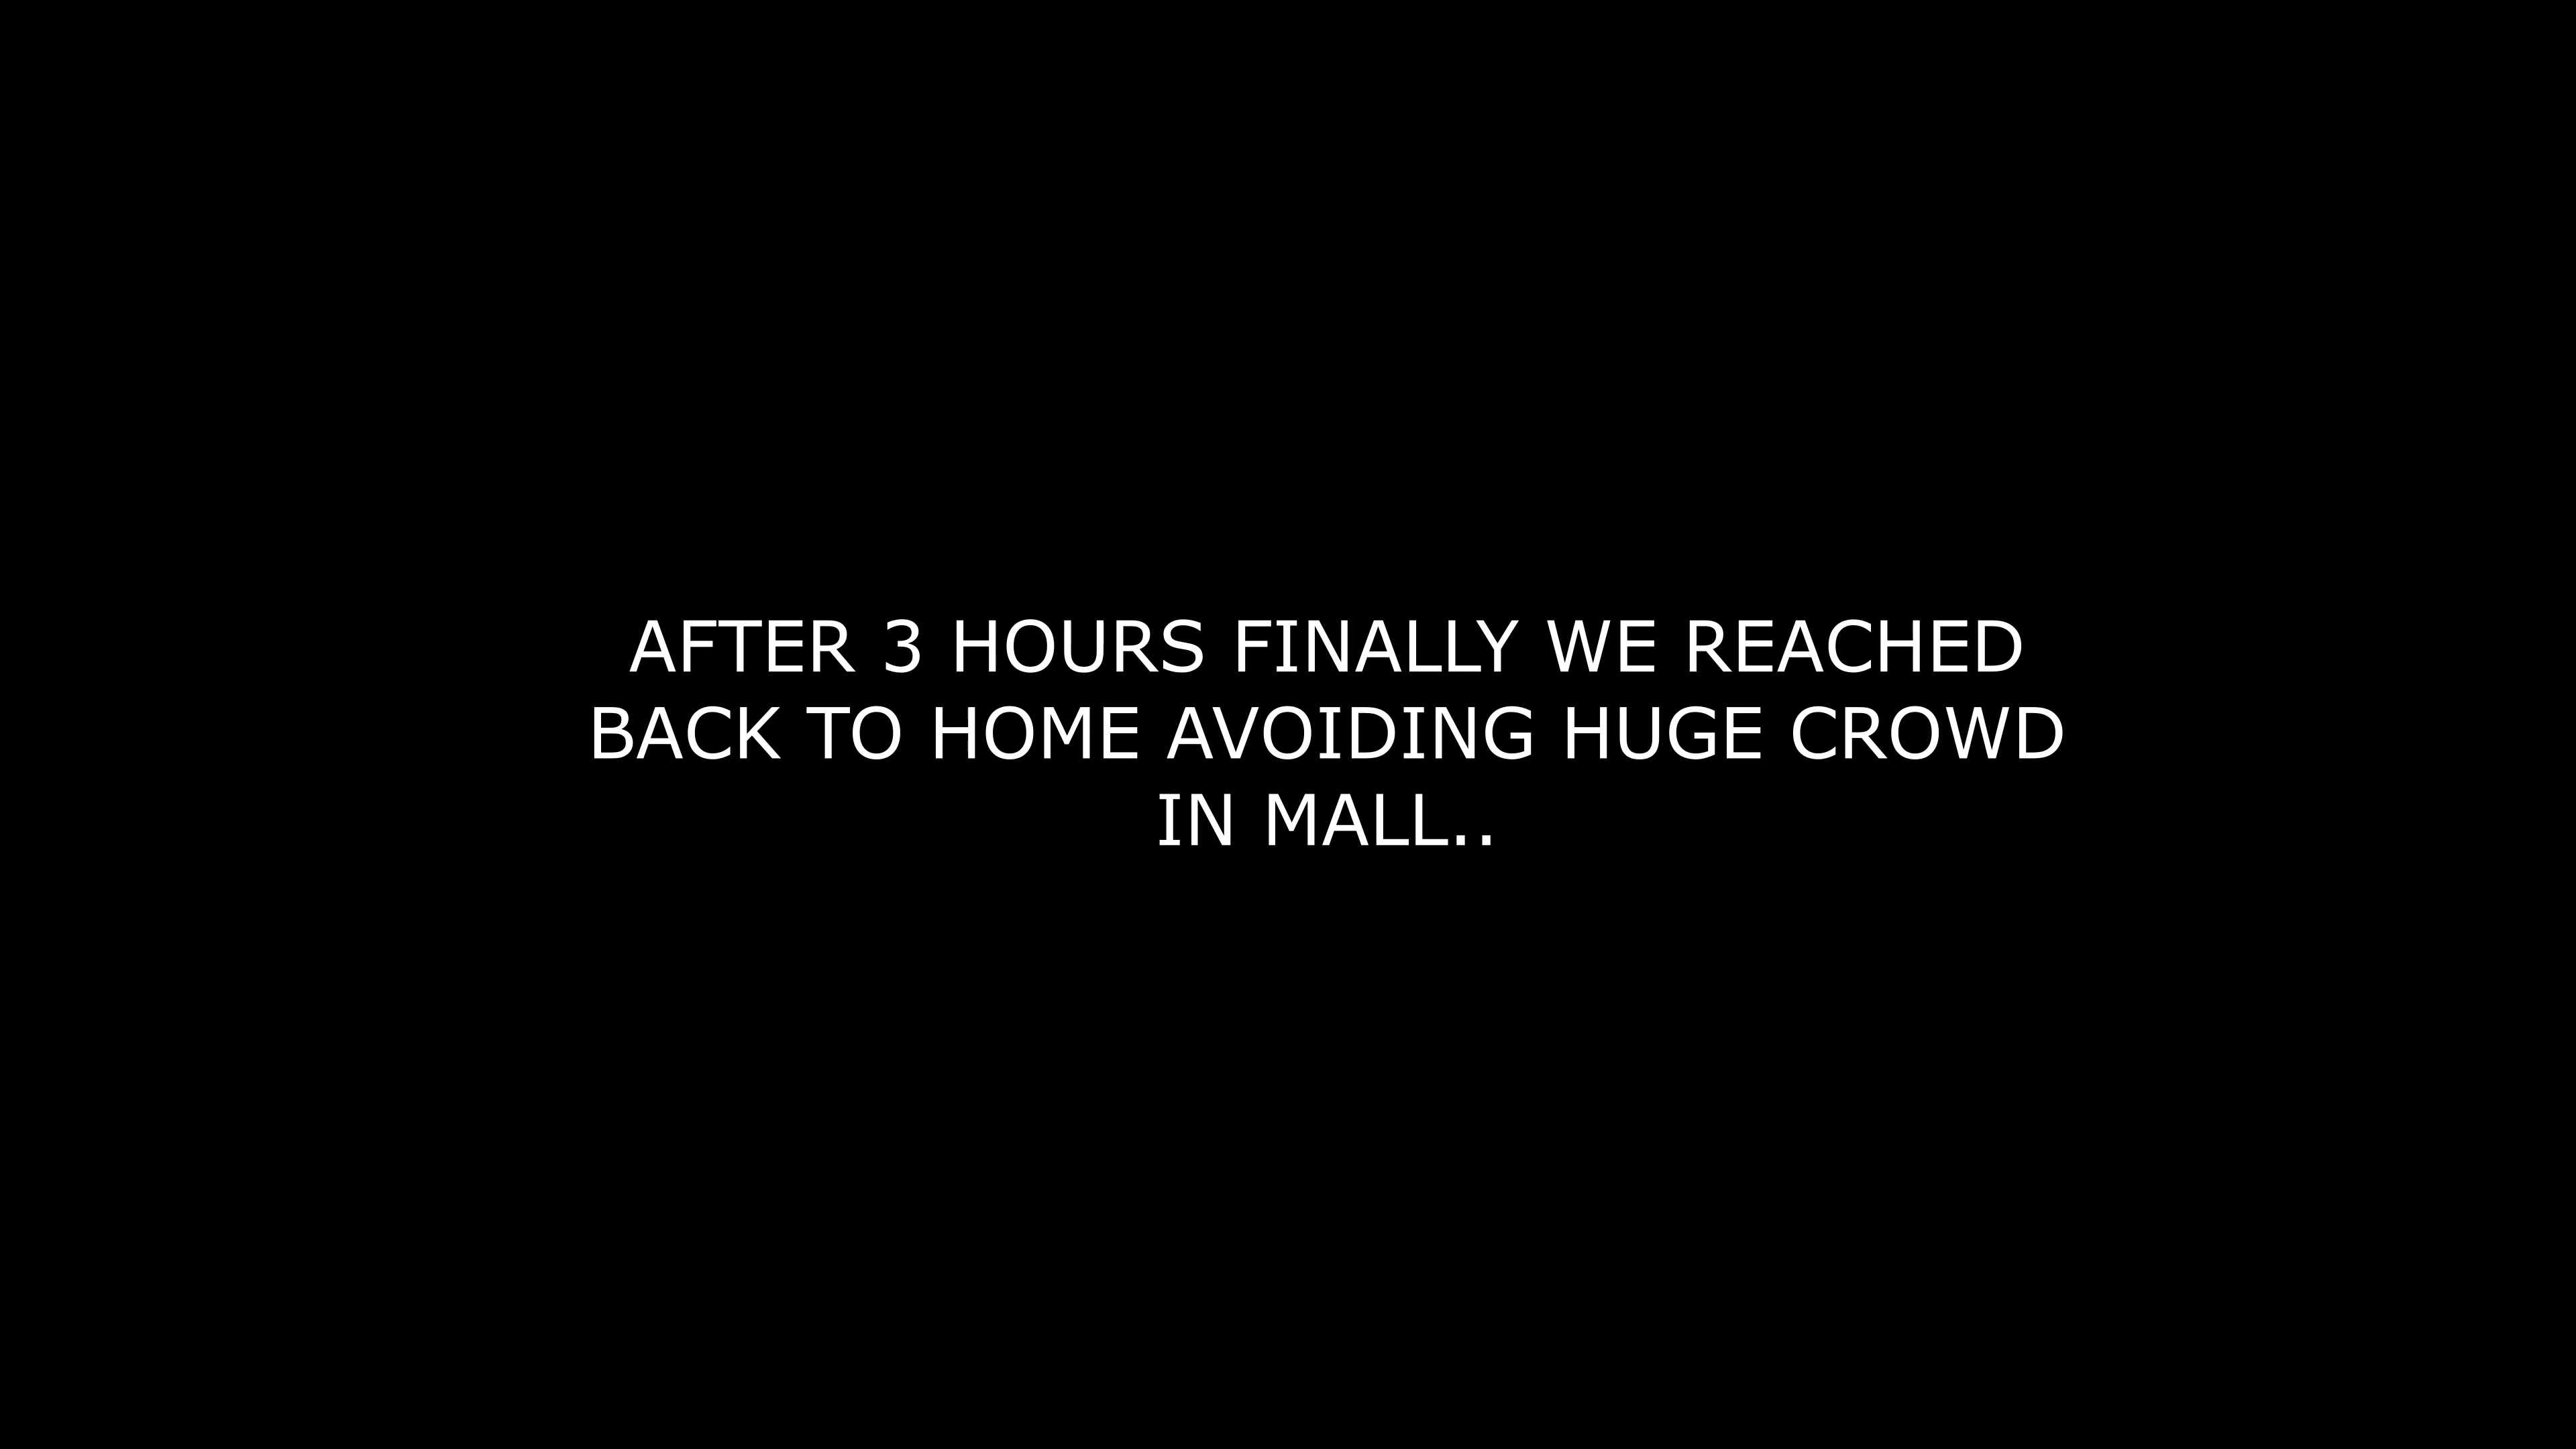 AFTER 3 HOURS FINALLY WE REACHED
BACK TO HOME AVOIDING HUGE CROWD
IN MALL..